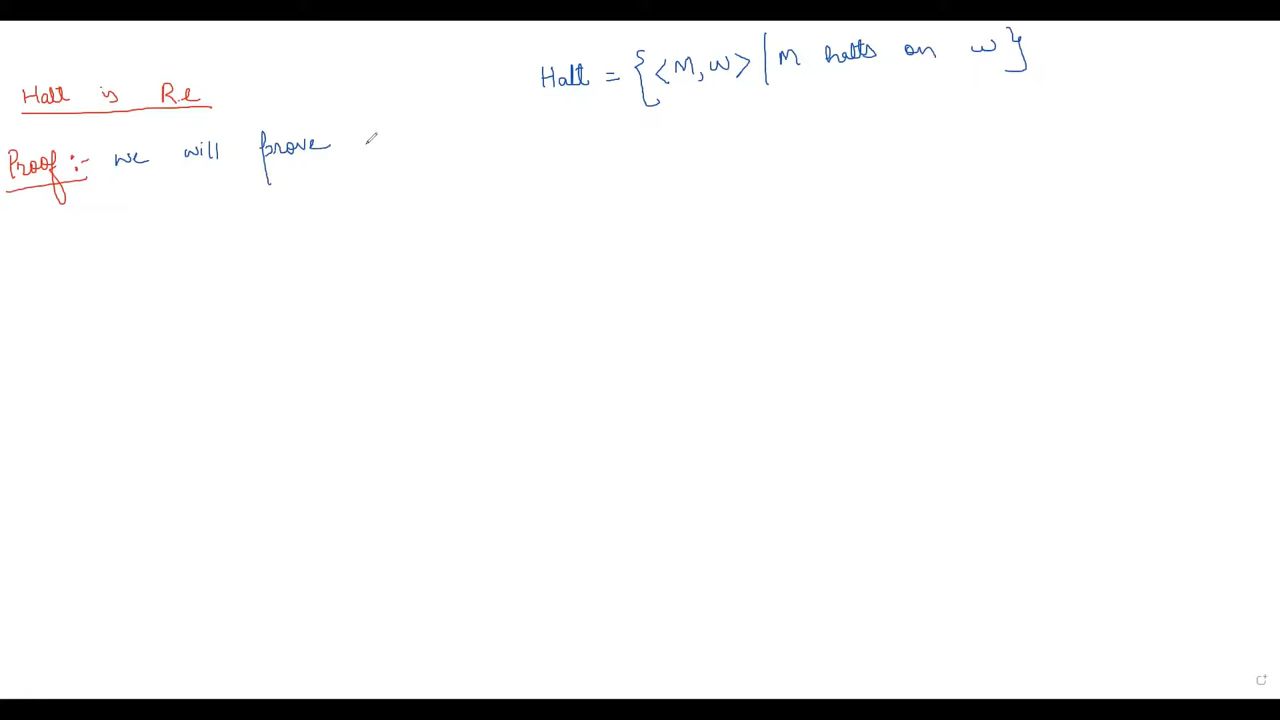 Halt = {<M, w> | M halts on w}
Halt is R.e
Proof :- we will prove